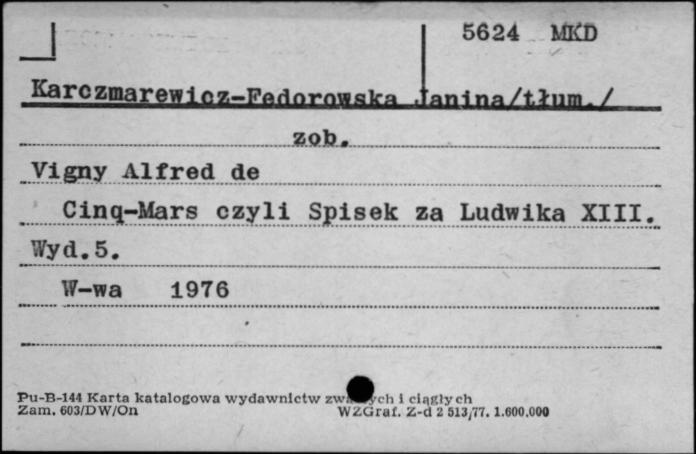 5624 MKD
Karczmarewicz-Fedorowska Janina/tłum./
zob.
Vigny Alfred de
Cinq-Mars czyli Spisek za Ludwika XIII.
Wyd.5.
W-wa 1976
Pu-B-144 Karta katalogowa wydawnictw i ciągłych
Zam. 603/DW/On WZGraf. Z-d 2 513/77. 1.600.000